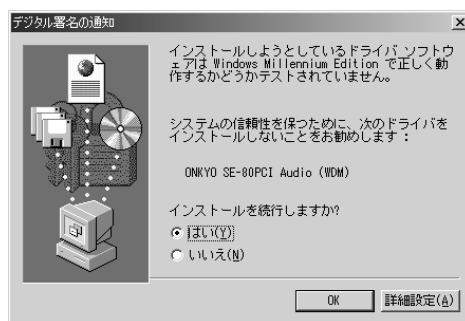 デジタル署名の通知
インストールしようとしているドライバ ソフトウ
ェアは Windows Millennium Edition で正しく動
作するかどうかテストされていません。
システムの信頼性を保つために、次のドライバを
インストールしないことをお勧めします：
ONKYO SE-80PCI Audio (WDM)
インストールを続行しますか?
はい(Y)
いいえ(N)
OK
詳細設定(A)